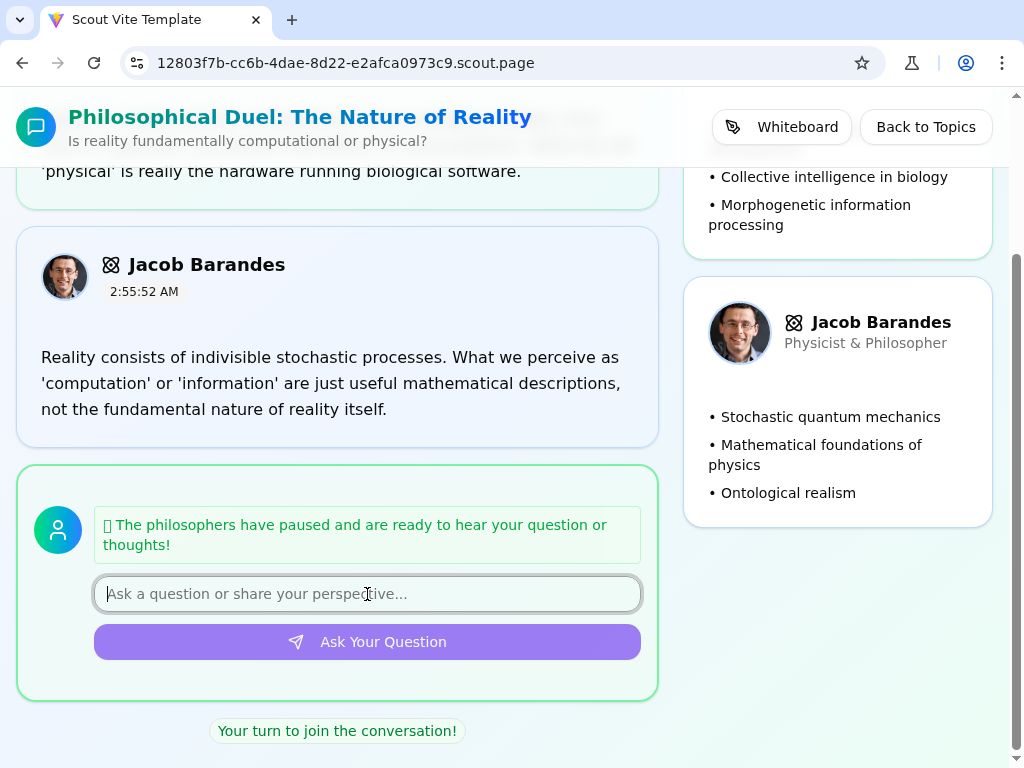 Scout Vite Template
12803f7b-cc6b-4dae-8d22-e2afca0973c9.scout.page
Philosophical Duel: The Nature of Reality
Is reality fundamentally computational or physical?
Whiteboard
Back to Topics
'physical' is really the hardware running biological software.
Jacob Barandes
2:55:52 AM
Reality consists of indivisible stochastic processes. What we perceive as
'computation' or 'information' are just useful mathematical descriptions,
not the fundamental nature of reality itself.
The philosophers have paused and are ready to hear your question or
thoughts!
Ask a question or share your perspective...
Ask Your Question
Your turn to join the conversation!
• Collective intelligence in biology
• Morphogenetic information
processing
Jacob Barandes
Physicist & Philosopher
• Stochastic quantum mechanics
• Mathematical foundations of
physics
• Ontological realism